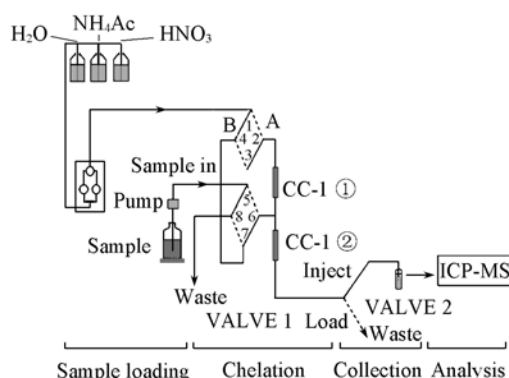 NH₄Ac
H₂O HNO₃
B A
1
4 2
3
Sample in
CC-1 ①
Pump
5
8 6
7
Sample
CC-1 ②
Inject
ICP-MS
Waste
VALVE 2
VALVE 1 Load
Waste
Sample loading Chelation Collection Analysis